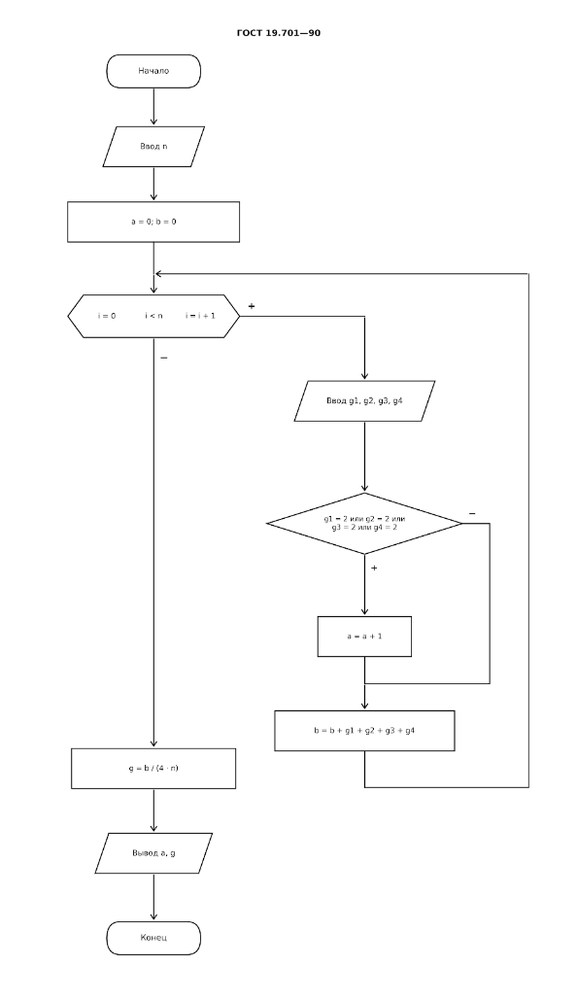 ГОСТ 19.701—90
Начало
Ввод n
a = 0; b = 0
i = 0 i < n i = i + 1
+
−
Ввод g1, g2, g3, g4
g1 = 2 или g2 = 2 или
g3 = 2 или g4 = 2
−
+
a = a + 1
b = b + g1 + g2 + g3 + g4
g = b / (4 · n)
Вывод a, g
Конец